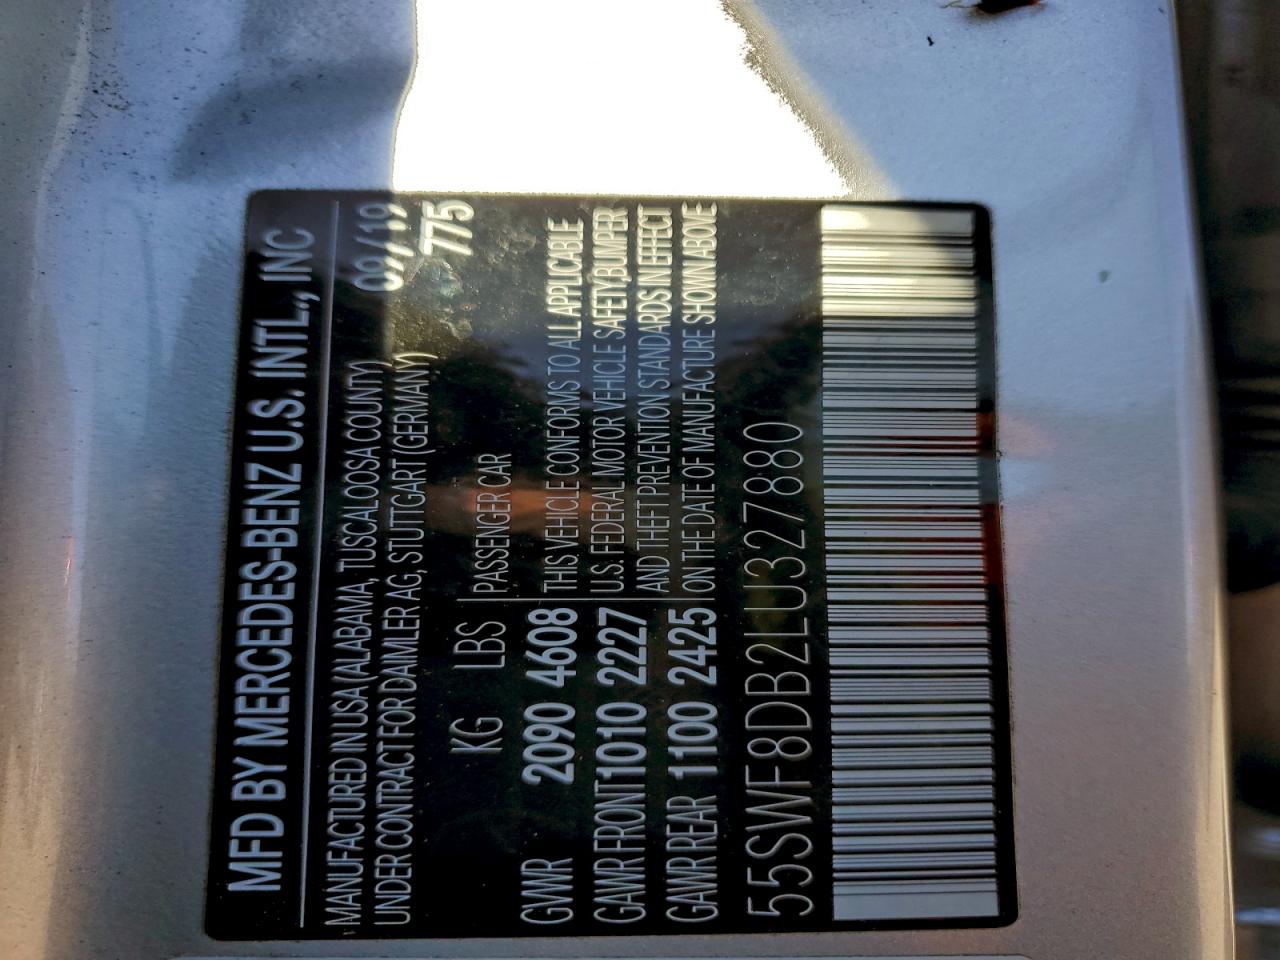 MFD BY MERCEDES-BENZ U.S. INTL., INC
MANUFACTURED IN USA (ALABAMA, TUSCALOOSA COUNTY) 09/19
UNDER CONTRACT FOR DAIMLER AG, STUTTGART (GERMANY) 775
KG LBS PASSENGER CAR
GWR 2090 4608 THIS VEHICLE CONFORMS TO ALL APPLICABLE
GAWR FRONT 1010 2227 U.S. FEDERAL MOTOR VEHICLE SAFETY, BUMPER
AND THEFT PREVENTION STANDARDS IN EFFECT
GAWR REAR 1100 2425 ON THE DATE OF MANUFACTURE SHOWN ABOVE
55SWF8DB2LU327880